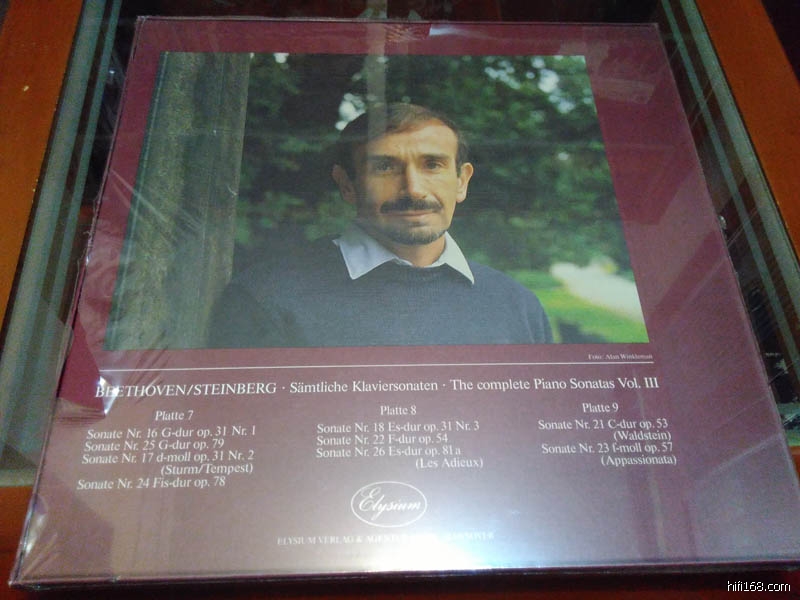 Foto: Alan Winkleman
BEETHOVEN/STEINBERG · Sämtliche Klaviersonaten · The complete Piano Sonatas Vol. III
Platte 7
Sonate Nr. 16 G-dur op. 31 Nr. 1
Sonate Nr. 25 G-dur op. 79
Sonate Nr. 17 d-moll op. 31 Nr. 2
(Sturm/Tempest)
Sonate Nr. 24 Fis-dur op. 78
Platte 8
Sonate Nr. 18 Es-dur op. 31 Nr. 3
Sonate Nr. 22 F-dur op. 54
Sonate Nr. 26 Es-dur op. 81a
(Les Adieux)
Platte 9
Sonate Nr. 21 C-dur op. 53
(Waldstein)
Sonate Nr. 23 f-moll op. 57
(Appassionata)
Elysium
ELYSIUM VERLAG & HANNOVER
hifi168.com